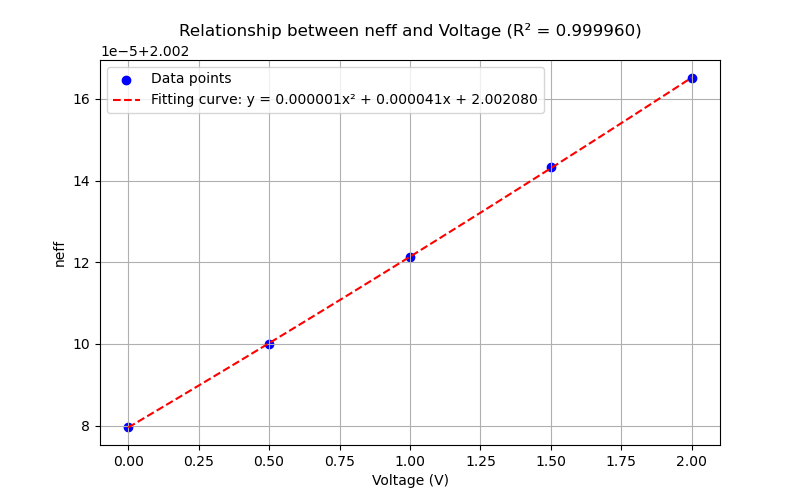 Relationship between neff and Voltage (R² = 0.999960)
1e−5+2.002
Data points
Fitting curve: y = 0.000001x² + 0.000041x + 2.002080
16
14
12
10
8
neff
0.00 0.25 0.50 0.75 1.00 1.25 1.50 1.75 2.00
Voltage (V)